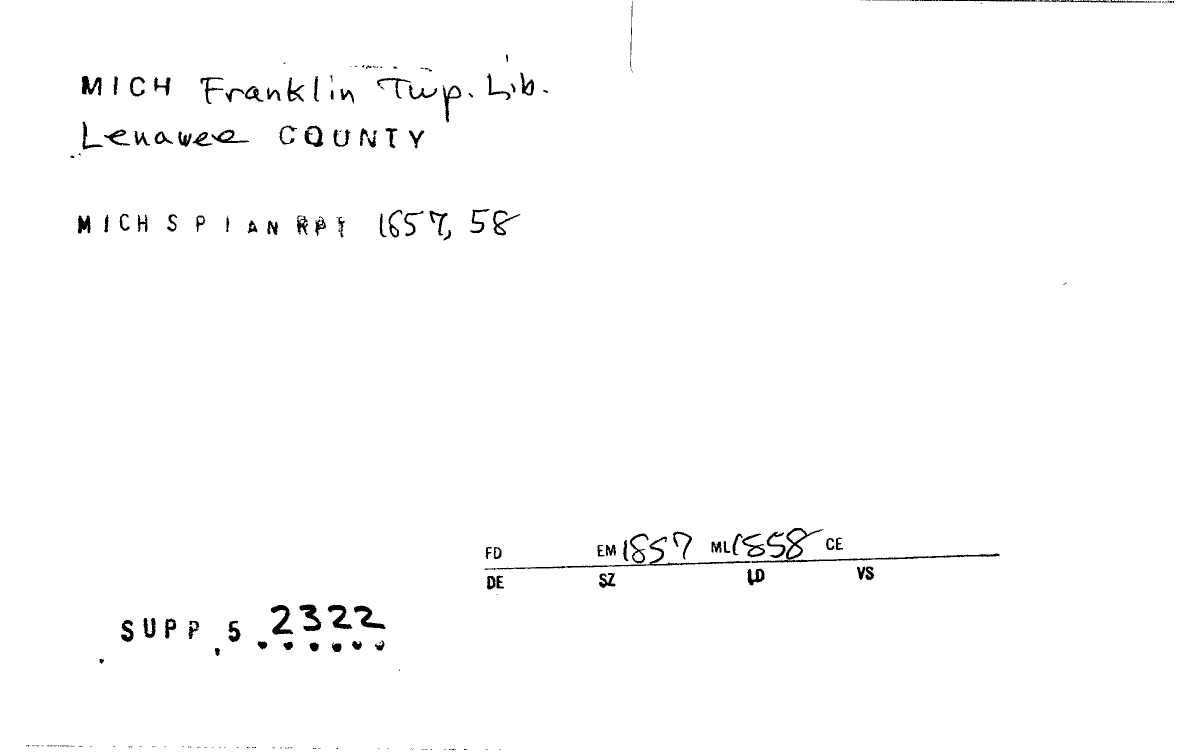 MICH Franklin Twp. Lib.
Lenawee COUNTY
MICH S P I AN RPT 1857, 58
FD EM 1857 ML 1858 CE
DE SZ LD VS
SUPP, 5 2322